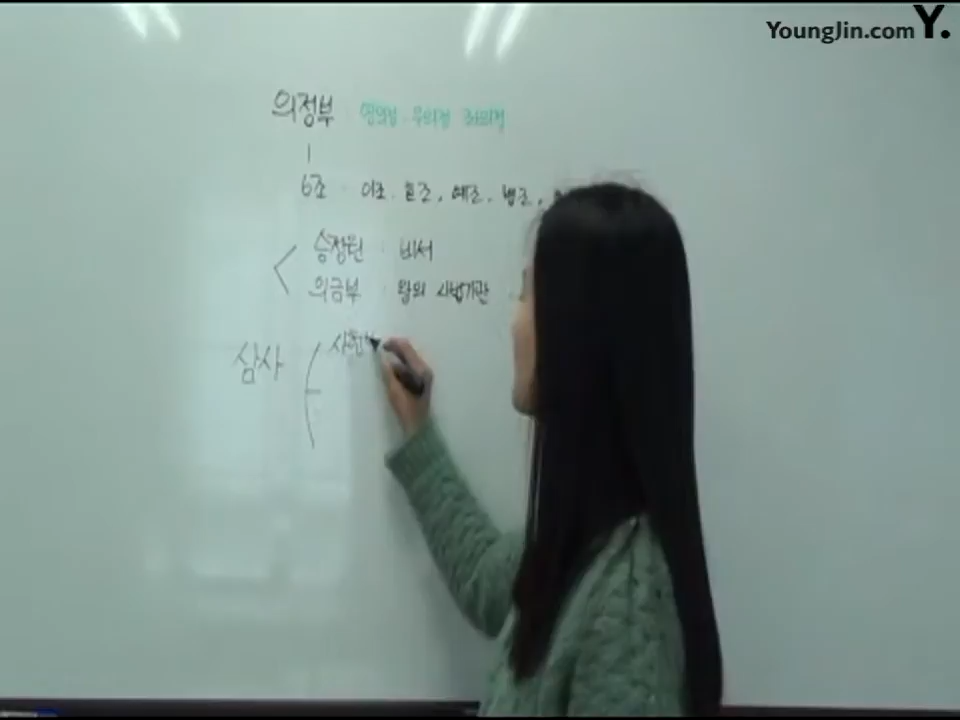 YoungJin.com Y.
의정부 영의정. 우의정 좌의정
6조 : 이조. 호조, 예조. 병조,
승정원 : 비서
의금부 : 왕의 사법기관
삼사
사헌부